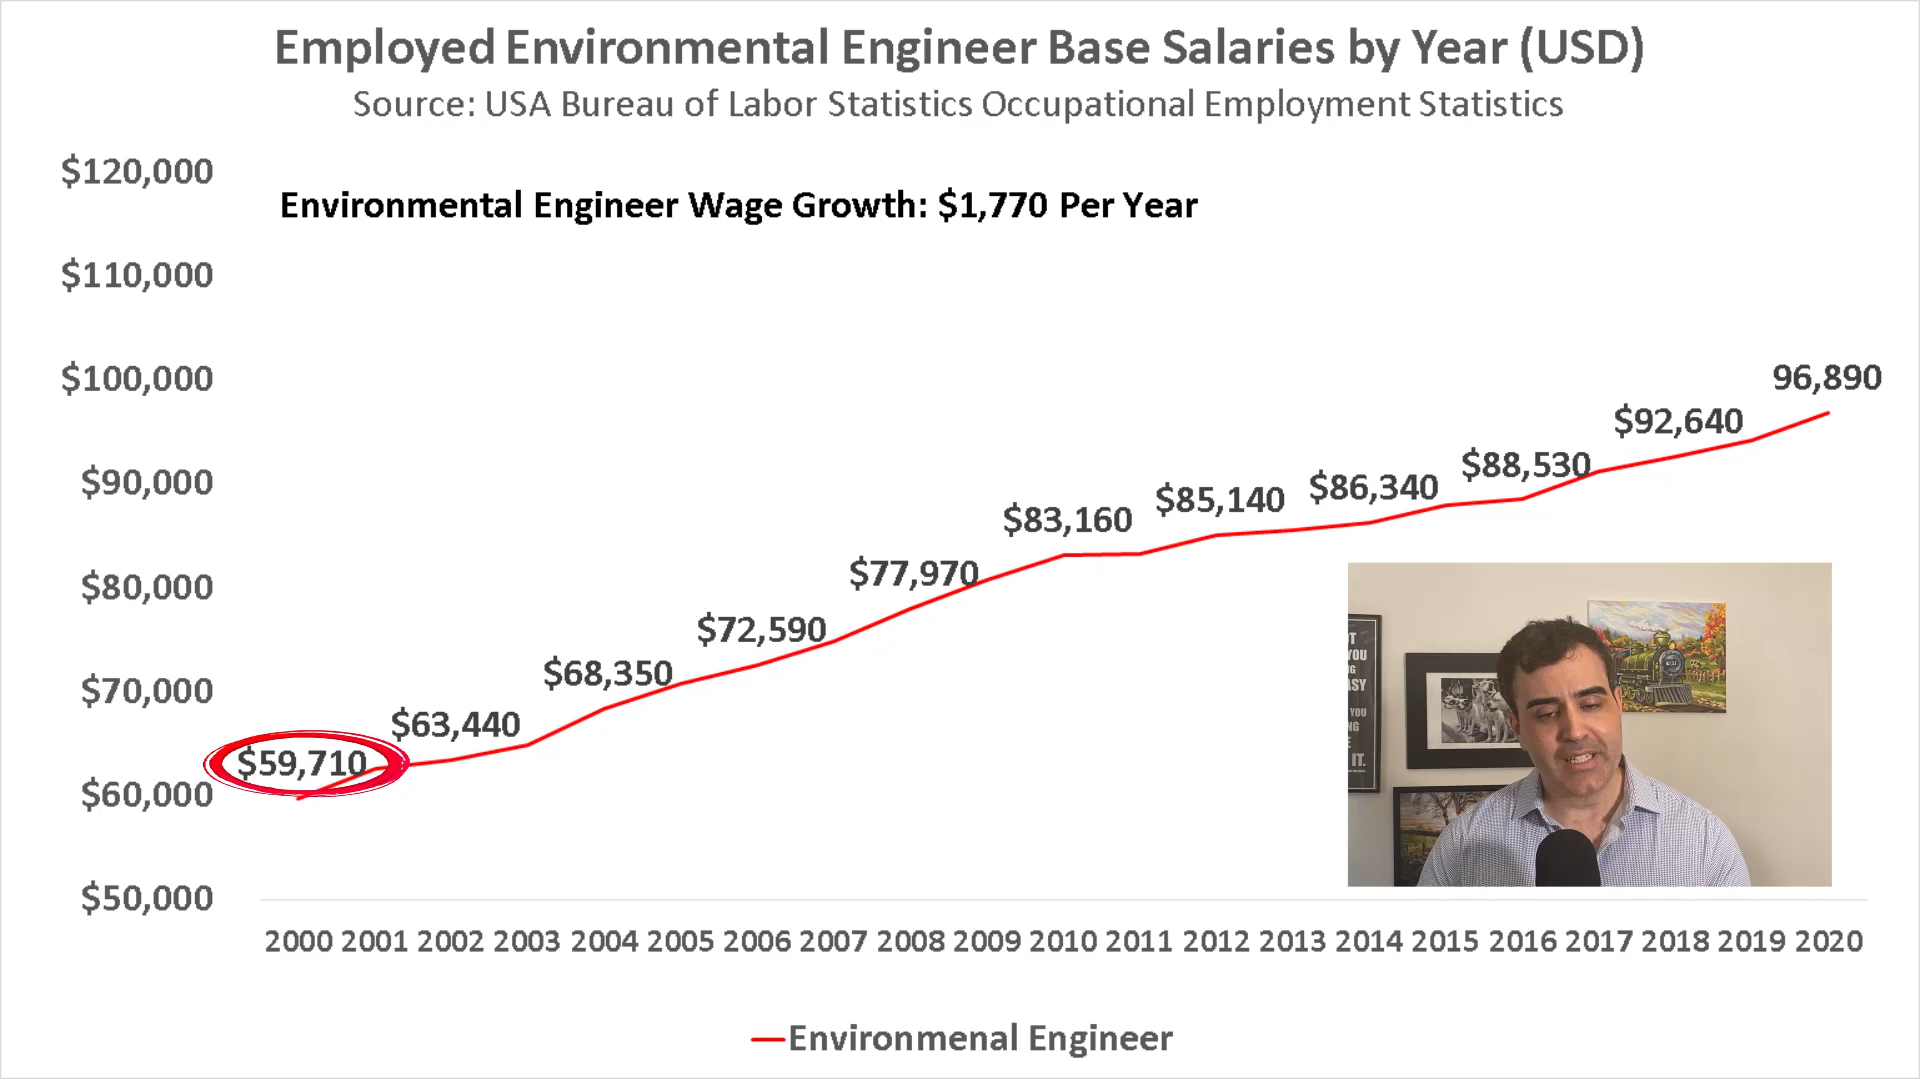 Employed Environmental Engineer Base Salaries by Year (USD)
Source: USA Bureau of Labor Statistics Occupational Employment Statistics
$120,000
Environmental Engineer Wage Growth: $1,770 Per Year
$110,000
$100,000
$90,000
$80,000
$70,000
$60,000
$50,000
$59,710
$63,440
$68,350
$72,590
$77,970
$83,160
$85,140
$86,340
$88,530
$92,640
96,890
2000 2001 2002 2003 2004 2005 2006 2007 2008 2009 2010 2011 2012 2013 2014 2015 2016 2017 2018 2019 2020
Environmenal Engineer
YOU
YOU
IT.